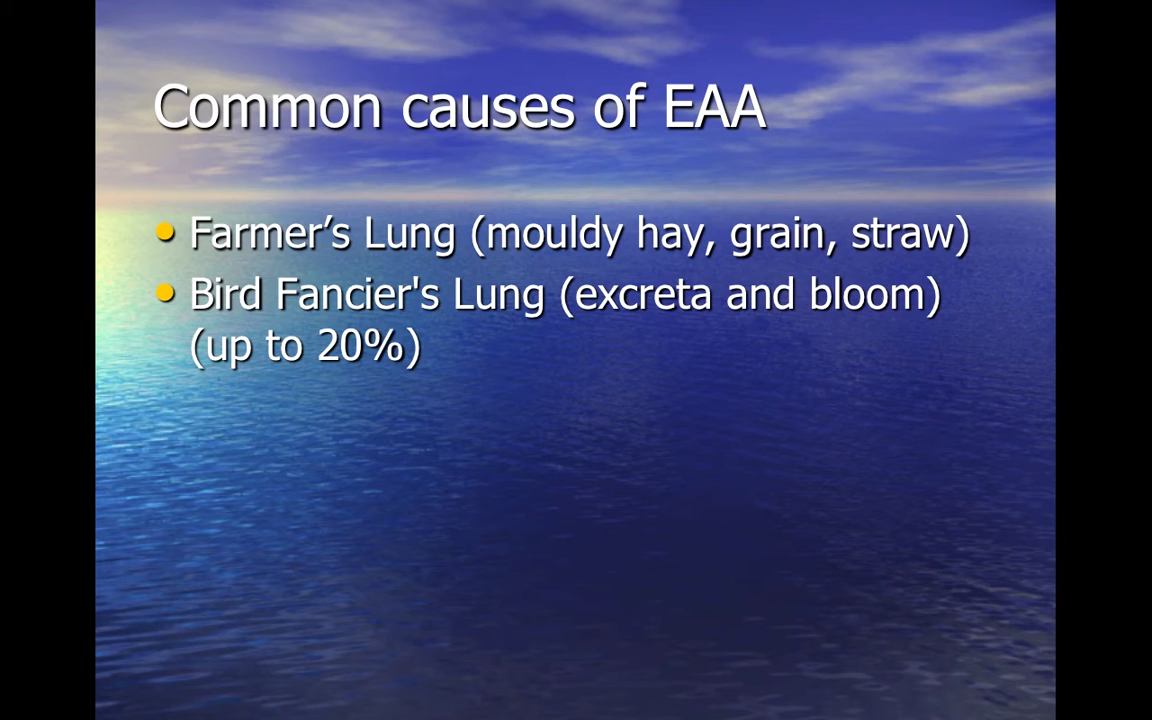 Common causes of EAA
• Farmer’s Lung (mouldy hay, grain, straw)
• Bird Fancier's Lung (excreta and bloom)
(up to 20%)